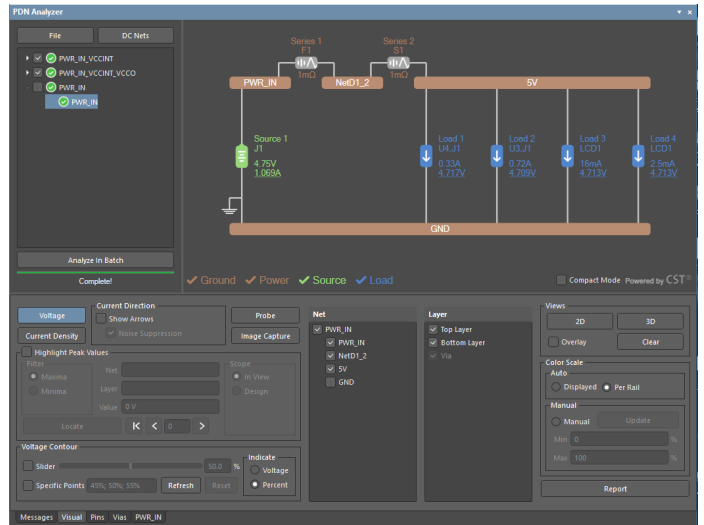 PDN Analyzer
File DC Nets
PWR_IN_VCCINT
PWR_IN_VCCINT_VCCO
PWR_IN
PWR_IN
Analyze In Batch
Complete!
Series 1 Series 2
F1 S1
1mΩ 1mΩ
PWR_IN NetD1_2 5V
Source 1 Load 1 Load 2 Load 3 Load 4
J1 U4.J1 U3.J1 LCD1 LCD1
4.75V 0.33A 0.72A 16mA 2.5mA
1.069A 4.717V 4.709V 4.713V 4.713V
GND
Ground Power Source Load
Compact Mode Powered by CST®
Voltage
Current Density
Current Direction
Show Arrows
Noise Suppression
Probe
Image Capture
Highlight Peak Values
Filter
Maxima
Minima
Net
Layer
Value 0 V
Scope
In View
Design
Locate 0
Voltage Contour
Slider 50.0 %
Specific Points 45%; 50%; 55% Refresh Reset
Indicate
Voltage
Percent
Net
PWR_IN
PWR_IN
NetD1_2
5V
GND
Layer
Top Layer
Bottom Layer
Via
Views
2D 3D
Overlay Clear
Color Scale
Auto
Displayed Per Rail
Manual
Manual Update
Min 0 %
Max 100 %
Report
Messages Visual Pins Vias PWR_IN